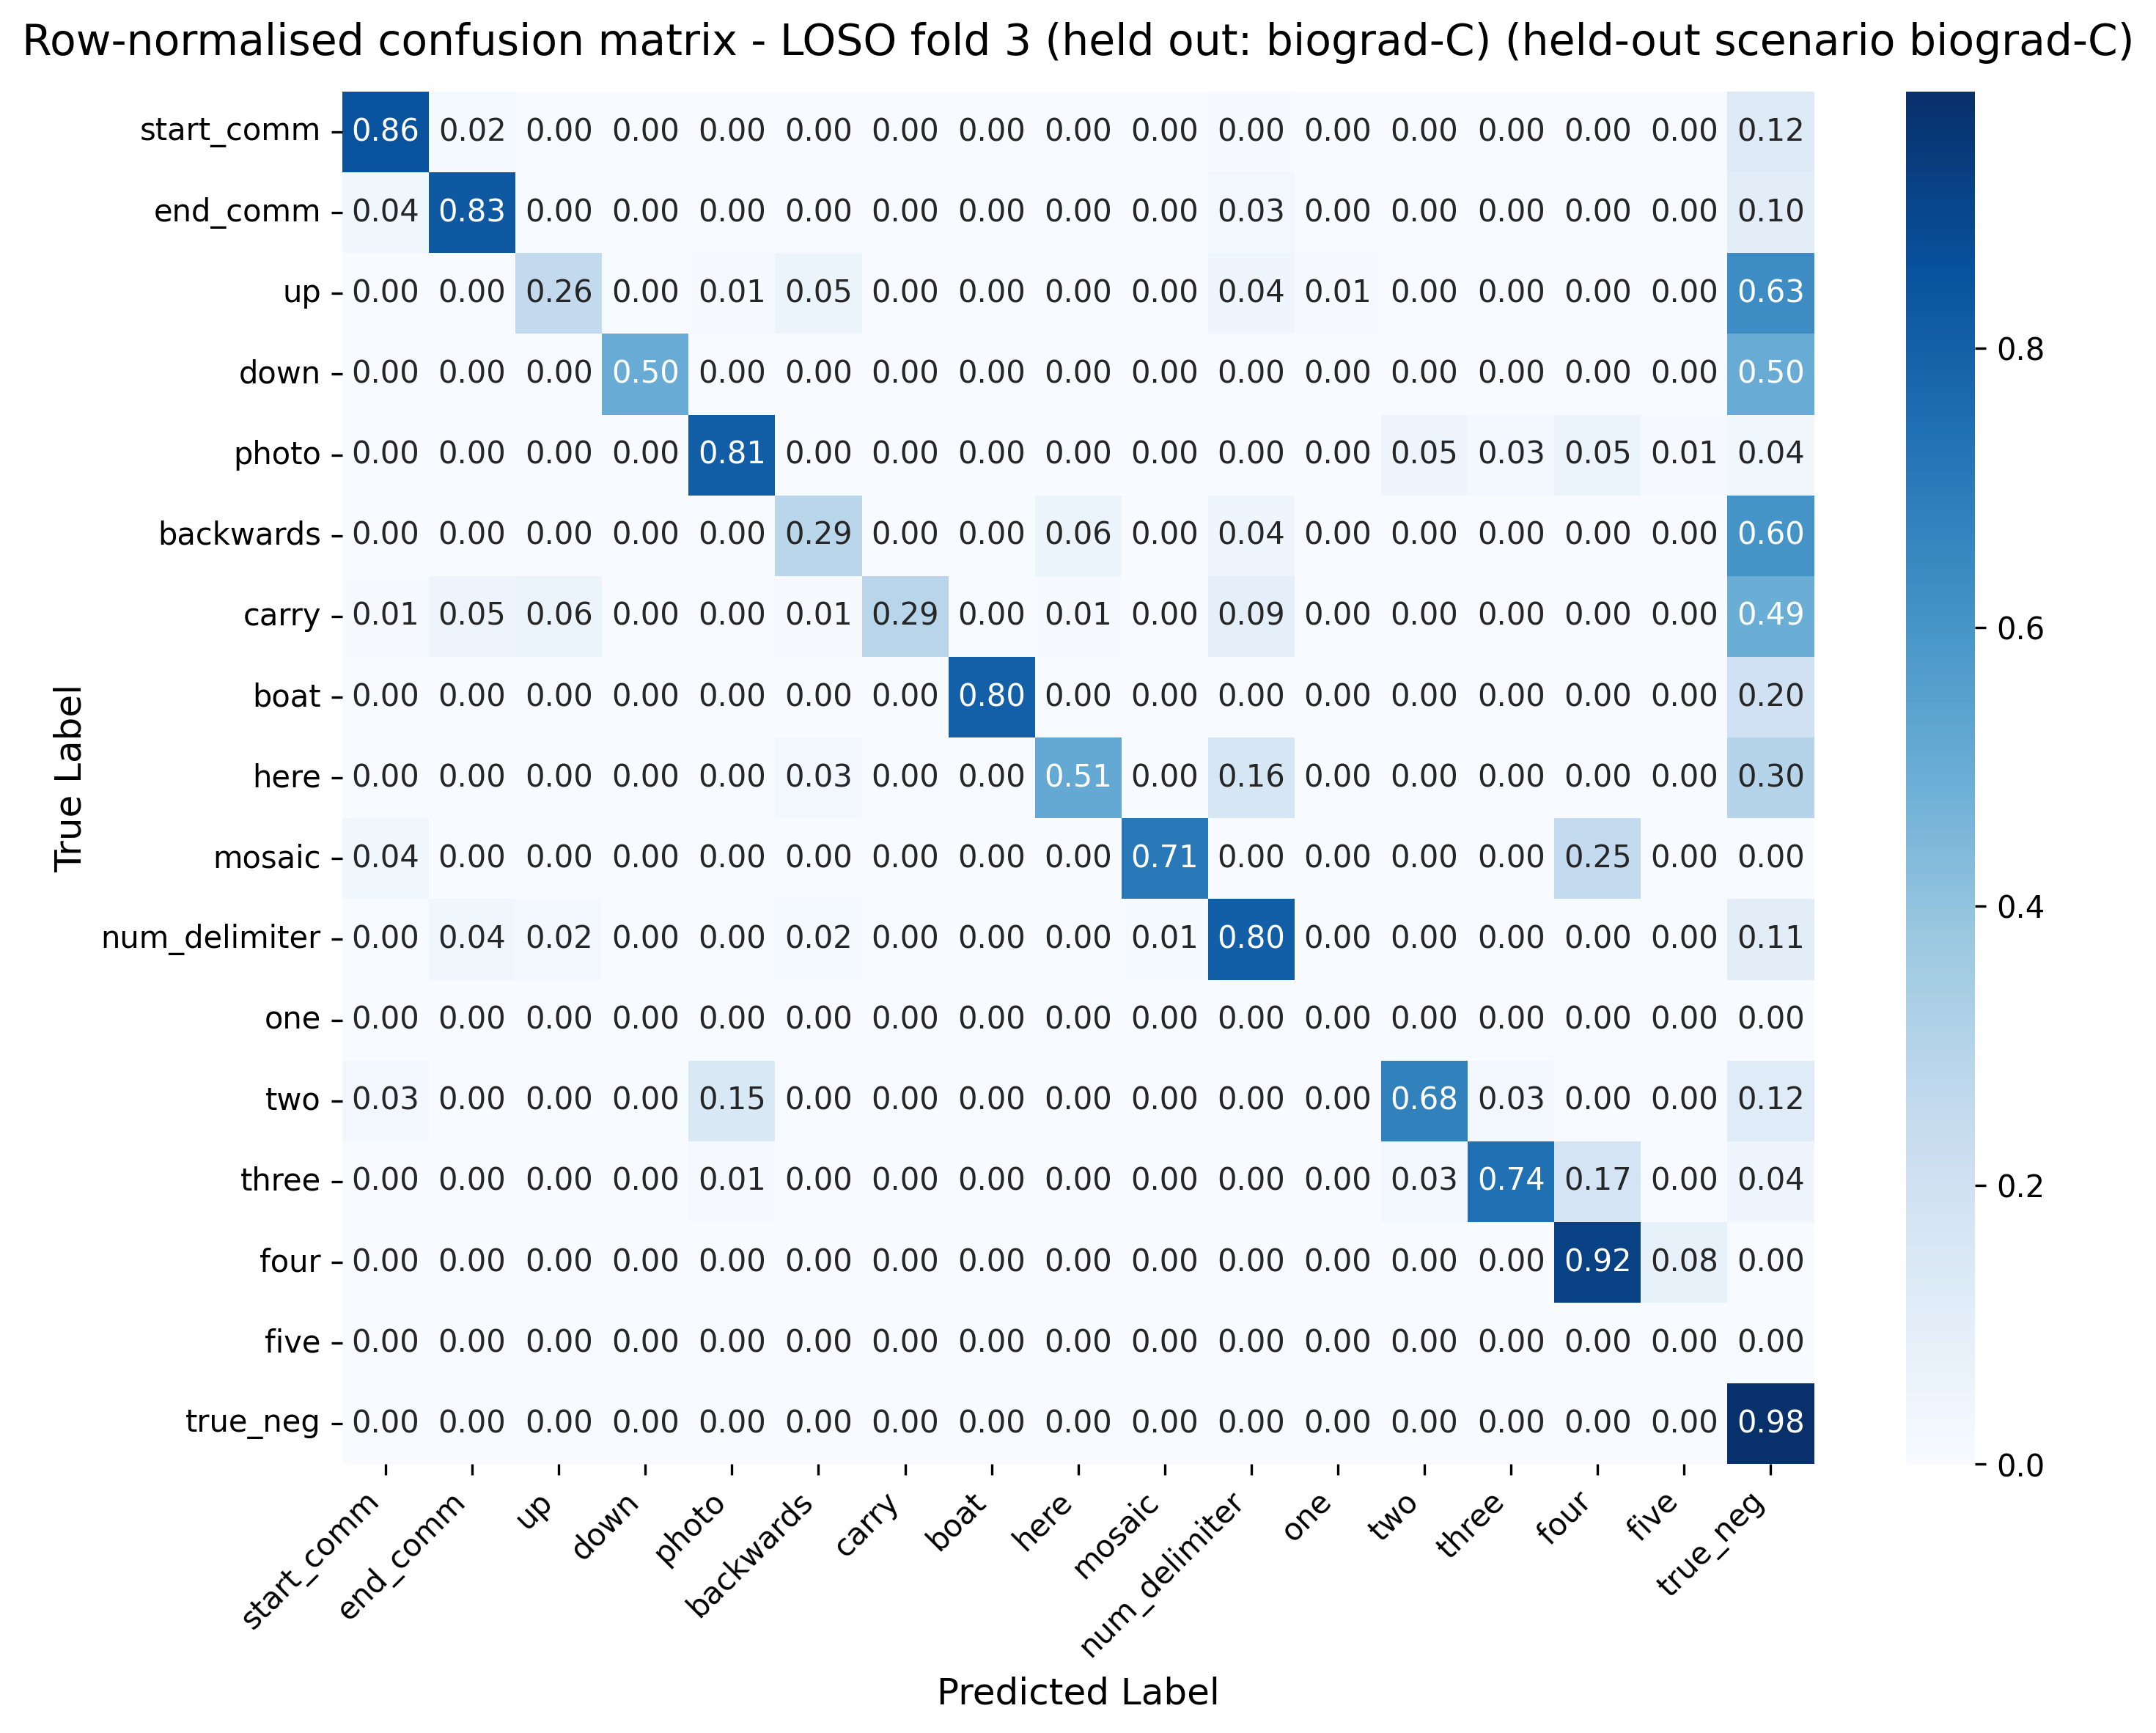 Row-normalised confusion matrix - LOSO fold 3 (held out: biograd-C) (held-out scenario biograd-C)
True Label
start_comm 0.86 0.02 0.00 0.00 0.00 0.00 0.00 0.00 0.00 0.00 0.00 0.00 0.00 0.00 0.00 0.00 0.12
end_comm 0.04 0.83 0.00 0.00 0.00 0.00 0.00 0.00 0.00 0.00 0.03 0.00 0.00 0.00 0.00 0.00 0.10
up 0.00 0.00 0.26 0.00 0.01 0.05 0.00 0.00 0.00 0.00 0.04 0.01 0.00 0.00 0.00 0.00 0.63
down 0.00 0.00 0.00 0.50 0.00 0.00 0.00 0.00 0.00 0.00 0.00 0.00 0.00 0.00 0.00 0.00 0.50
photo 0.00 0.00 0.00 0.00 0.81 0.00 0.00 0.00 0.00 0.00 0.00 0.00 0.05 0.03 0.05 0.01 0.04
backwards 0.00 0.00 0.00 0.00 0.00 0.29 0.00 0.00 0.06 0.00 0.04 0.00 0.00 0.00 0.00 0.00 0.60
carry 0.01 0.05 0.06 0.00 0.00 0.01 0.29 0.00 0.01 0.00 0.09 0.00 0.00 0.00 0.00 0.00 0.49
boat 0.00 0.00 0.00 0.00 0.00 0.00 0.00 0.80 0.00 0.00 0.00 0.00 0.00 0.00 0.00 0.00 0.20
here 0.00 0.00 0.00 0.00 0.00 0.03 0.00 0.00 0.51 0.00 0.16 0.00 0.00 0.00 0.00 0.00 0.30
mosaic 0.04 0.00 0.00 0.00 0.00 0.00 0.00 0.00 0.00 0.71 0.00 0.00 0.00 0.00 0.25 0.00 0.00
num_delimiter 0.00 0.04 0.02 0.00 0.00 0.02 0.00 0.00 0.00 0.01 0.80 0.00 0.00 0.00 0.00 0.00 0.11
one 0.00 0.00 0.00 0.00 0.00 0.00 0.00 0.00 0.00 0.00 0.00 0.00 0.00 0.00 0.00 0.00 0.00
two 0.03 0.00 0.00 0.00 0.15 0.00 0.00 0.00 0.00 0.00 0.00 0.00 0.68 0.03 0.00 0.00 0.12
three 0.00 0.00 0.00 0.00 0.01 0.00 0.00 0.00 0.00 0.00 0.00 0.00 0.03 0.74 0.17 0.00 0.04
four 0.00 0.00 0.00 0.00 0.00 0.00 0.00 0.00 0.00 0.00 0.00 0.00 0.00 0.00 0.92 0.08 0.00
five 0.00 0.00 0.00 0.00 0.00 0.00 0.00 0.00 0.00 0.00 0.00 0.00 0.00 0.00 0.00 0.00 0.00
true_neg 0.00 0.00 0.00 0.00 0.00 0.00 0.00 0.00 0.00 0.00 0.00 0.00 0.00 0.00 0.00 0.00 0.98
start_comm end_comm up down photo backwards carry boat here mosaic num_delimiter one two three four five true_neg
Predicted Label
0.8
0.6
0.4
0.2
0.0